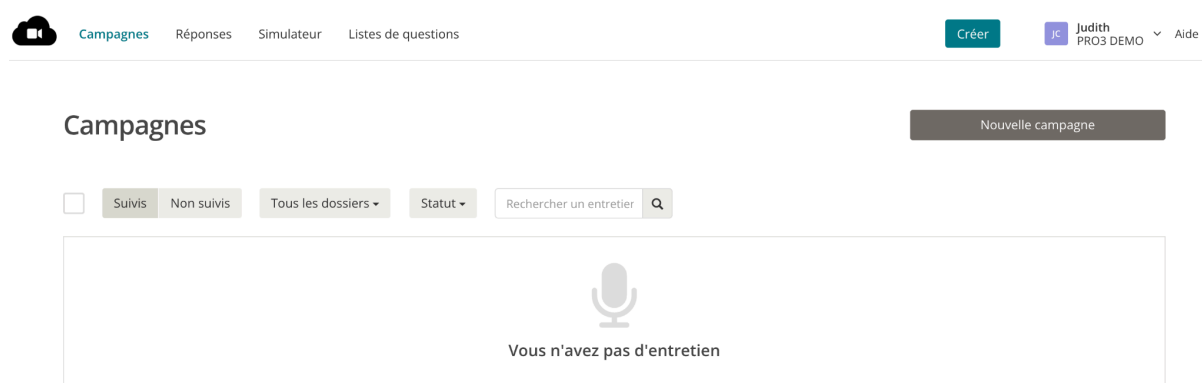 Campagnes Réponses Simulateur Listes de questions Créer JC Judith Aide
PRO3 DEMO
Campagnes Nouvelle campagne
Suivis Non suivis Tous les dossiers Statut Rechercher un entretier
Vous n'avez pas d'entretien